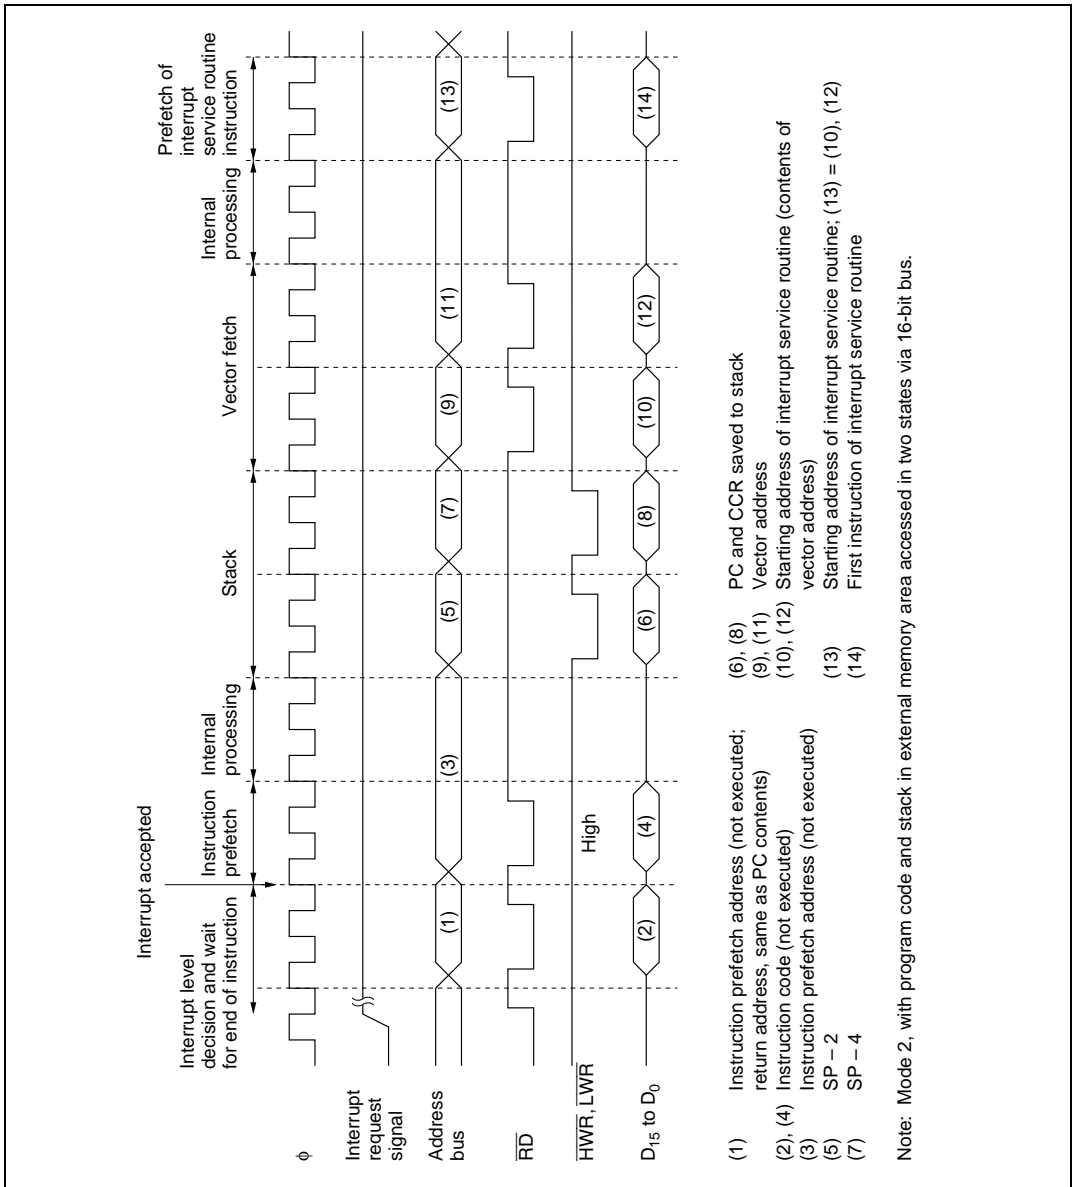 Interrupt accepted
Interrupt level
decision and wait
for end of instruction
Instruction
prefetch
Internal
processing
Stack
Vector fetch
Internal
processing
Prefetch of
interrupt
service routine
instruction
φ
Interrupt
request
signal
Address
bus
(1)
(3)
(5)
(7)
(9)
(11)
(13)
RD
HWR, LWR
High
D15 to D0
(2)
(4)
(6)
(8)
(10)
(12)
(14)
(1) Instruction prefetch address (not executed;
return address, same as PC contents)
(2), (4) Instruction code (not executed)
(3) Instruction prefetch address (not executed)
(5) SP – 2
(7) SP – 4
(6), (8) PC and CCR saved to stack
(9), (11) Vector address
(10), (12) Starting address of interrupt service routine (contents of
vector address)
(13) Starting address of interrupt service routine; (13) = (10), (12)
(14) First instruction of interrupt service routine
Note: Mode 2, with program code and stack in external memory area accessed in two states via 16-bit bus.